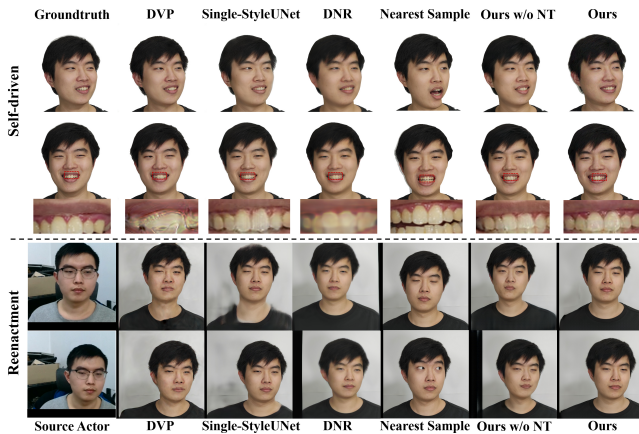 Groundtruth DVP Single-StyleUNet DNR Nearest Sample Ours w/o NT Ours
Self-driven
Reenactment
Source Actor DVP Single-StyleUNet DNR Nearest Sample Ours w/o NT Ours